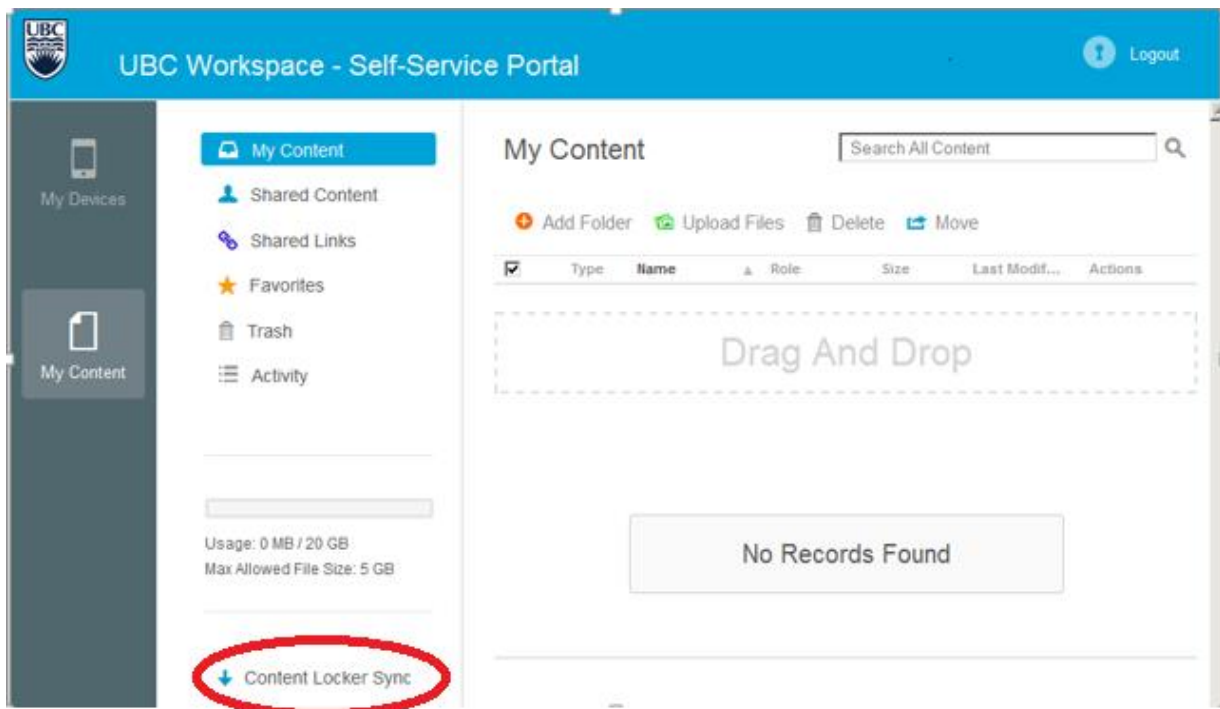 UBC
UBC Workspace - Self-Service Portal
Logout
My Devices
My Content
My Content
Shared Content
Shared Links
Favorites
Trash
Activity
Usage: 0 MB / 20 GB
Max Allowed File Size: 5 GB
Content Locker Sync
My Content
Search All Content
Add Folder Upload Files Delete Move
Type Name Role Size Last Modif... Actions
Drag And Drop
No Records Found